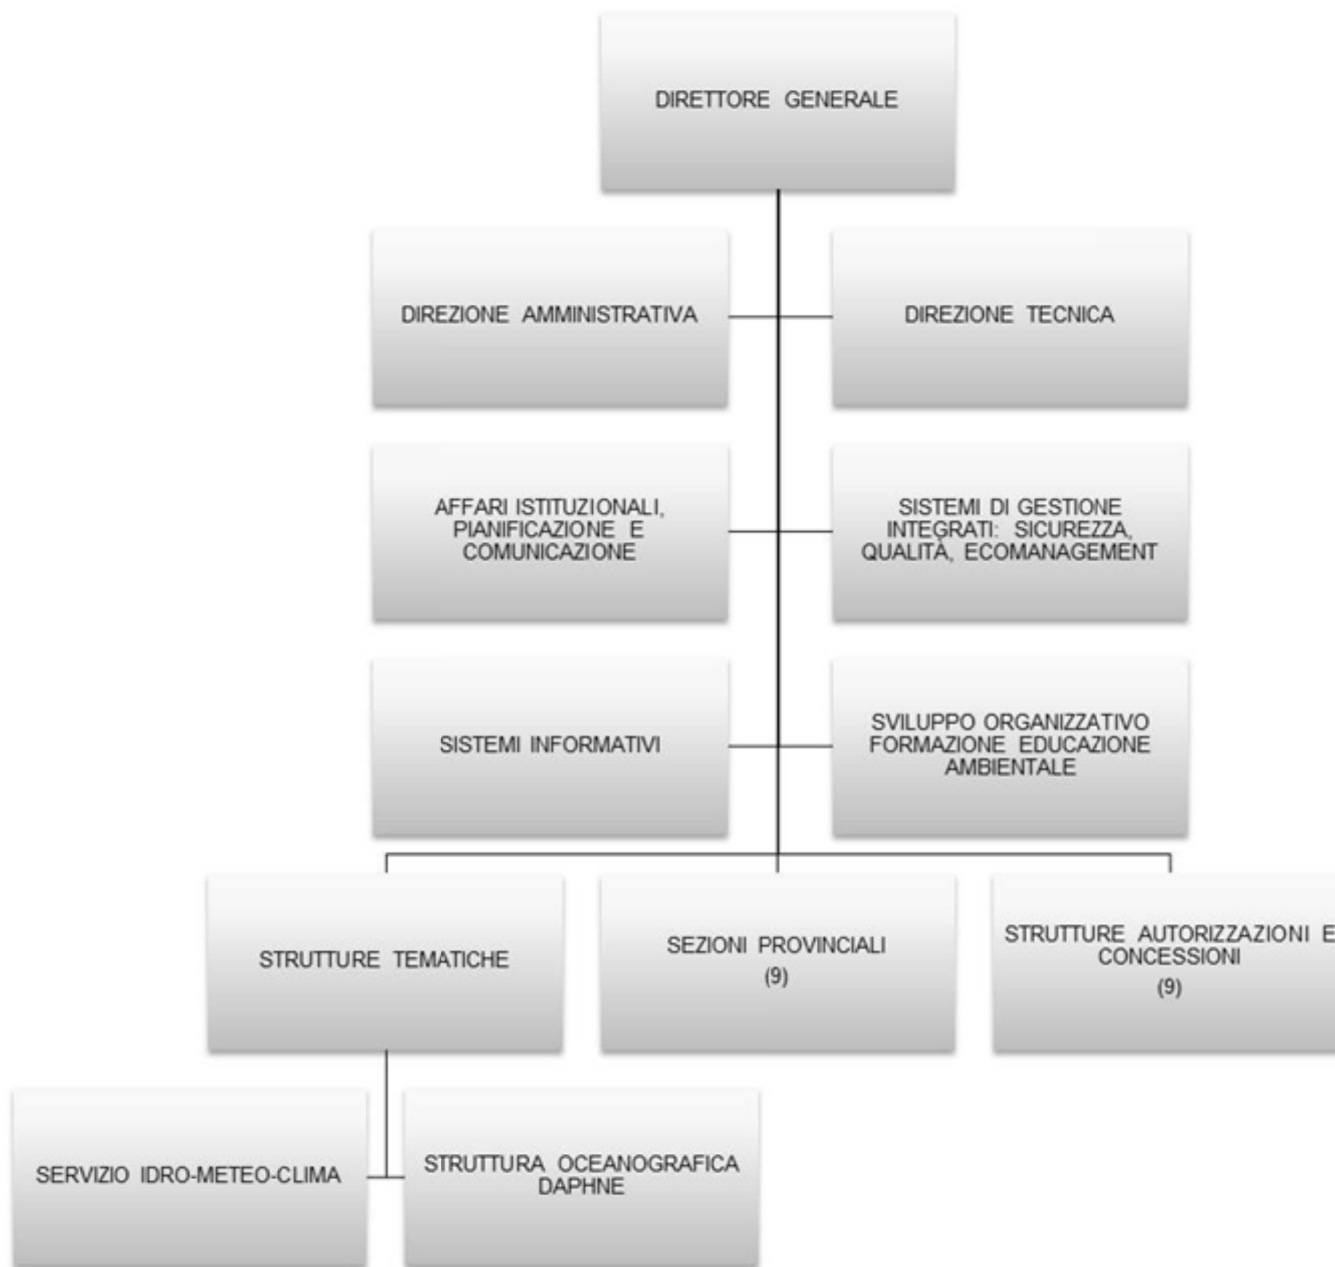 DIRETTORE GENERALE
DIREZIONE AMMINISTRATIVA
DIREZIONE TECNICA
AFFARI ISTITUZIONALI,
PIANIFICAZIONE E
COMUNICAZIONE
SISTEMI DI GESTIONE
INTEGRATI: SICUREZZA,
QUALITÀ, ECOMANAGEMENT
SISTEMI INFORMATIVI
SVILUPPO ORGANIZZATIVO
FORMAZIONE EDUCAZIONE
AMBIENTALE
STRUTTURE TEMATICHE
SEZIONI PROVINCIALI
(9)
STRUTTURE AUTORIZZAZIONI E
CONCESSIONI
(9)
SERVIZIO IDRO-METEO-CLIMA
STRUTTURA OCEANOGRAFICA
DAPHNE